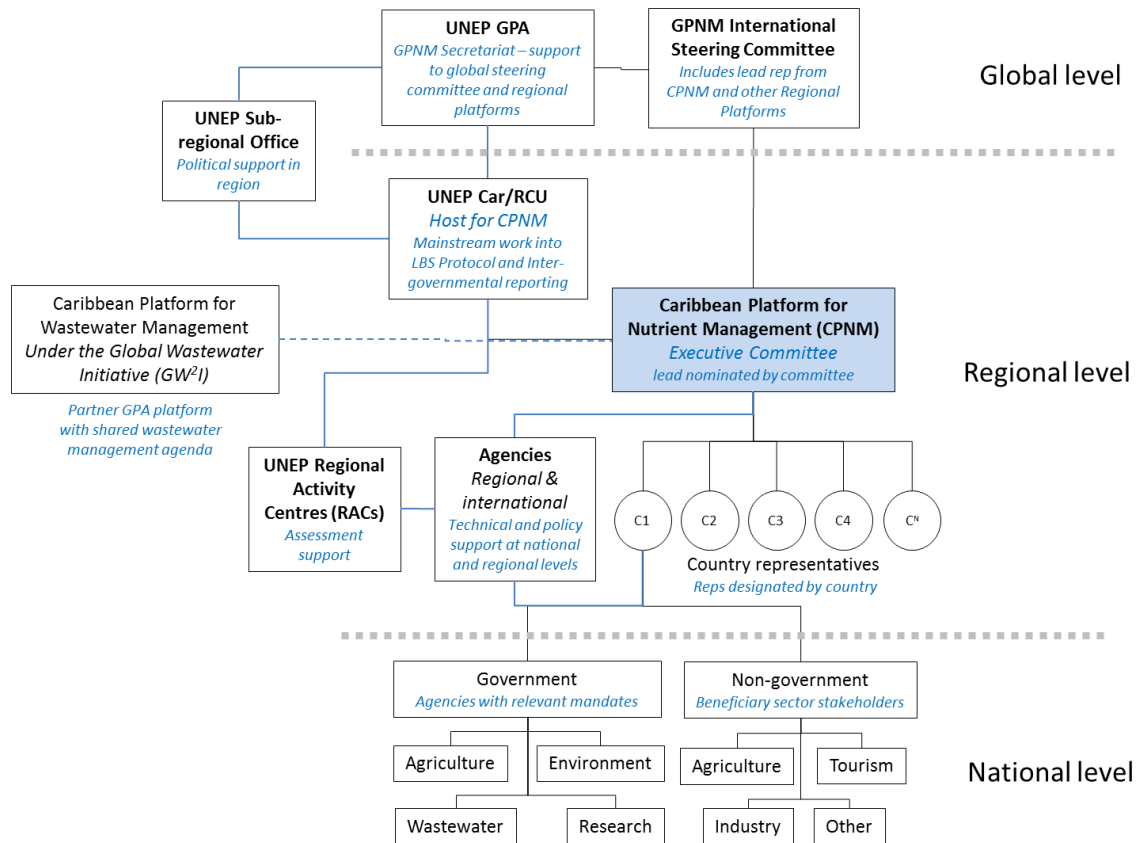 UNEP GPA
GPNM Secretariat – support
to global steering
committee and regional
platforms
GPNM International
Steering Committee
Includes lead rep from
CPNM and other Regional
Platforms
Global level
UNEP Sub-
regional Office
Political support in
region
UNEP Car/RCU
Host for CPNM
Mainstream work into
LBS Protocol and Inter-
governmental reporting
Caribbean Platform for
Wastewater Management
Under the Global Wastewater
Initiative (GW²I)
Partner GPA platform
with shared wastewater
management agenda
Caribbean Platform for
Nutrient Management (CPNM)
Executive Committee
lead nominated by committee
Regional level
UNEP Regional
Activity
Centres (RACs)
Assessment
support
Agencies
Regional &
international
Technical and policy
support at national
and regional levels
C1
C2
C3
C4
Cᴺ
Country representatives
Reps designated by country
Government
Agencies with relevant mandates
Non-government
Beneficiary sector stakeholders
Agriculture
Environment
Agriculture
Tourism
National level
Wastewater
Research
Industry
Other